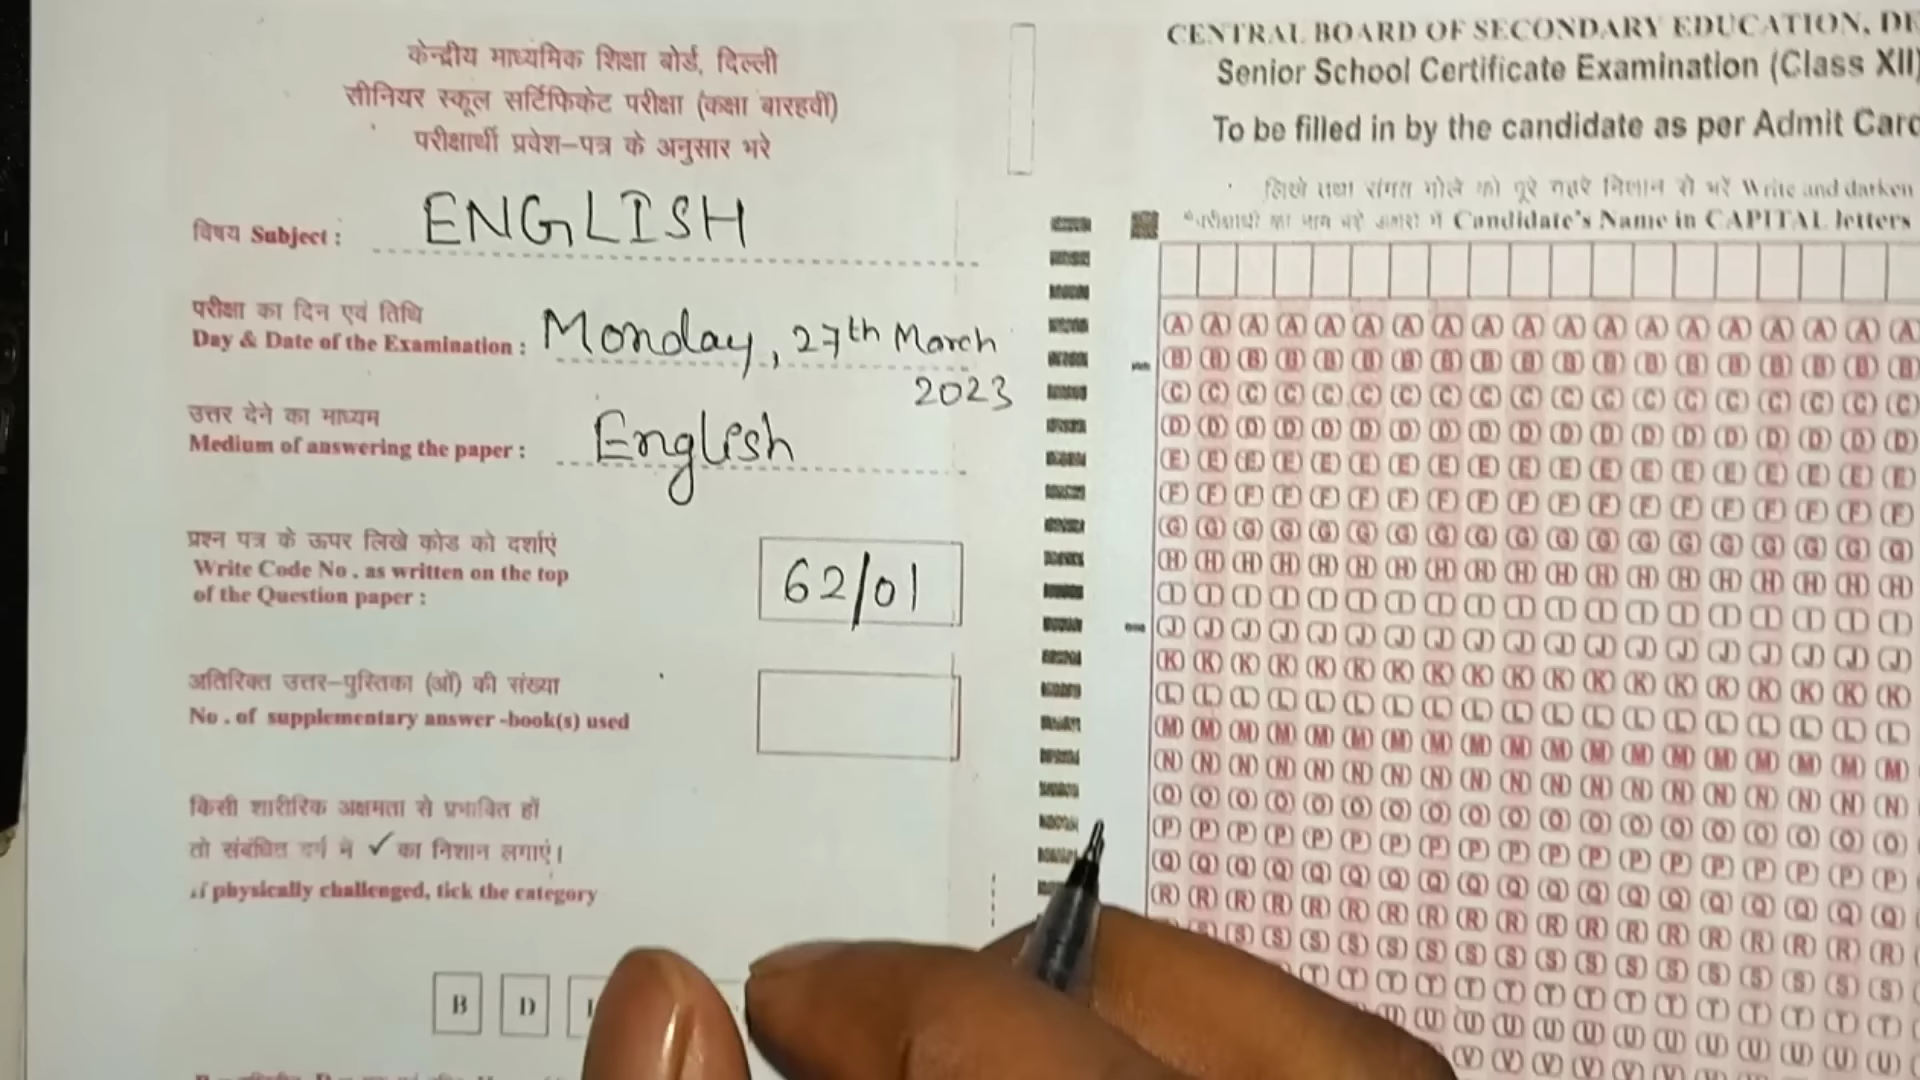 केन्द्रीय माध्यमिक शिक्षा बोर्ड, दिल्ली
सीनियर स्कूल सर्टिफिकेट परीक्षा (कक्षा बारहवीं)
परीक्षार्थी प्रवेश-पत्र के अनुसार भरे
विषय Subject : ENGLISH
परीक्षा का दिन एवं तिथि
Day & Date of the Examination : Monday, 27th March
2023
उत्तर देने का माध्यम
Medium of answering the paper : English
प्रश्न पत्र के ऊपर लिखे कोड को दर्शाएं
Write Code No. as written on the top
of the Question paper : 62/01
अतिरिक्त उत्तर-पुस्तिका (ओं) की संख्या
No. of supplementary answer -book(s) used
किसी शारीरिक अक्षमता से प्रभावित हों
तो संबंधित वर्ग में ✓ का निशान लगाएं।
If physically challenged, tick the category
B D
CENTRAL BOARD OF SECONDARY EDUCATION, DE
Senior School Certificate Examination (Class XII)
To be filled in by the candidate as per Admit Card
Write and darken
Candidate's Name in CAPITAL letters
A A A A A A A A A A A A A A A A A A A
B B B B B B B B B B B B B B B B B B B
C C C C C C C C C C C C C C C C C C C
D D D D D D D D D D D D D D D D D D D
E E E E E E E E E E E E E E E E E E E
F F F F F F F F F F F F F F F F F F F
G G G G G G G G G G G G G G G G G G G
H H H H H H H H H H H H H H H H H H H
I I I I I I I I I I I I I I I I I I I
J J J J J J J J J J J J J J J J J J J
K K K K K K K K K K K K K K K K K K K
L L L L L L L L L L L L L L L L L L L
M M M M M M M M M M M M M M M M M M M
N N N N N N N N N N N N N N N N N N N
O O O O O O O O O O O O O O O O O O O
P P P P P P P P P P P P P P P P P P P
Q Q Q Q Q Q Q Q Q Q Q Q Q Q Q Q Q Q Q
R R R R R R R R R R R R R R R R R R R
S S S S S S S S S S S S S S S S S S
T T T T T T T T T T T T T T T T
U U U U U U U U U U U U U U
V V V V V V V V V V V V